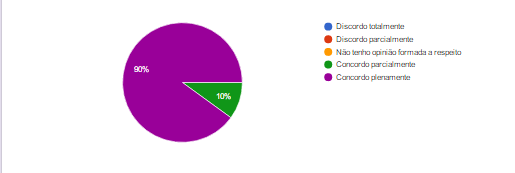 90%
10%
Discordo totalmente
Discordo parcialmente
Não tenho opinião formada a respeito
Concordo parcialmente
Concordo plenamente